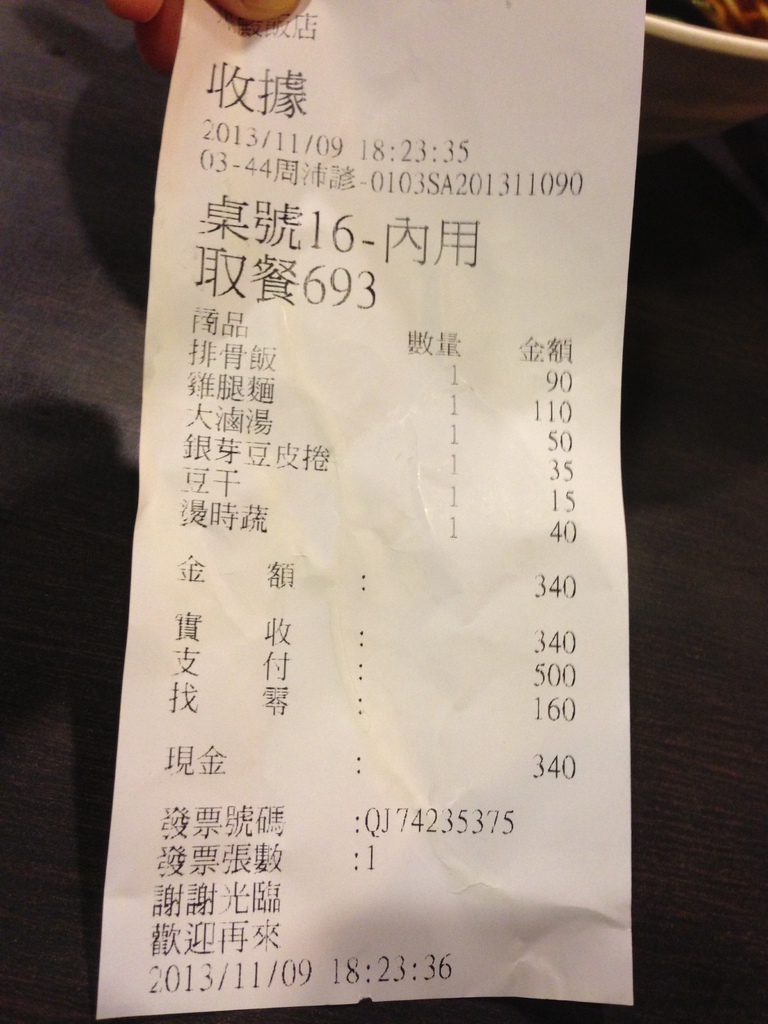 飯店
收據
2013/11/09 18:23:35
03-44周沛諺-0103SA201311090
桌號16-內用
取餐693
商品 數量 金額
排骨飯 1 90
雞腿麵 1 110
大滷湯 1 50
銀芽豆皮捲 1 35
豆干 1 15
燙時蔬 1 40
金額: 340
實收: 340
支付: 500
找零: 160
現金: 340
發票號碼:QJ74235375
發票張數:1
謝謝光臨
歡迎再來
2013/11/09 18:23:36